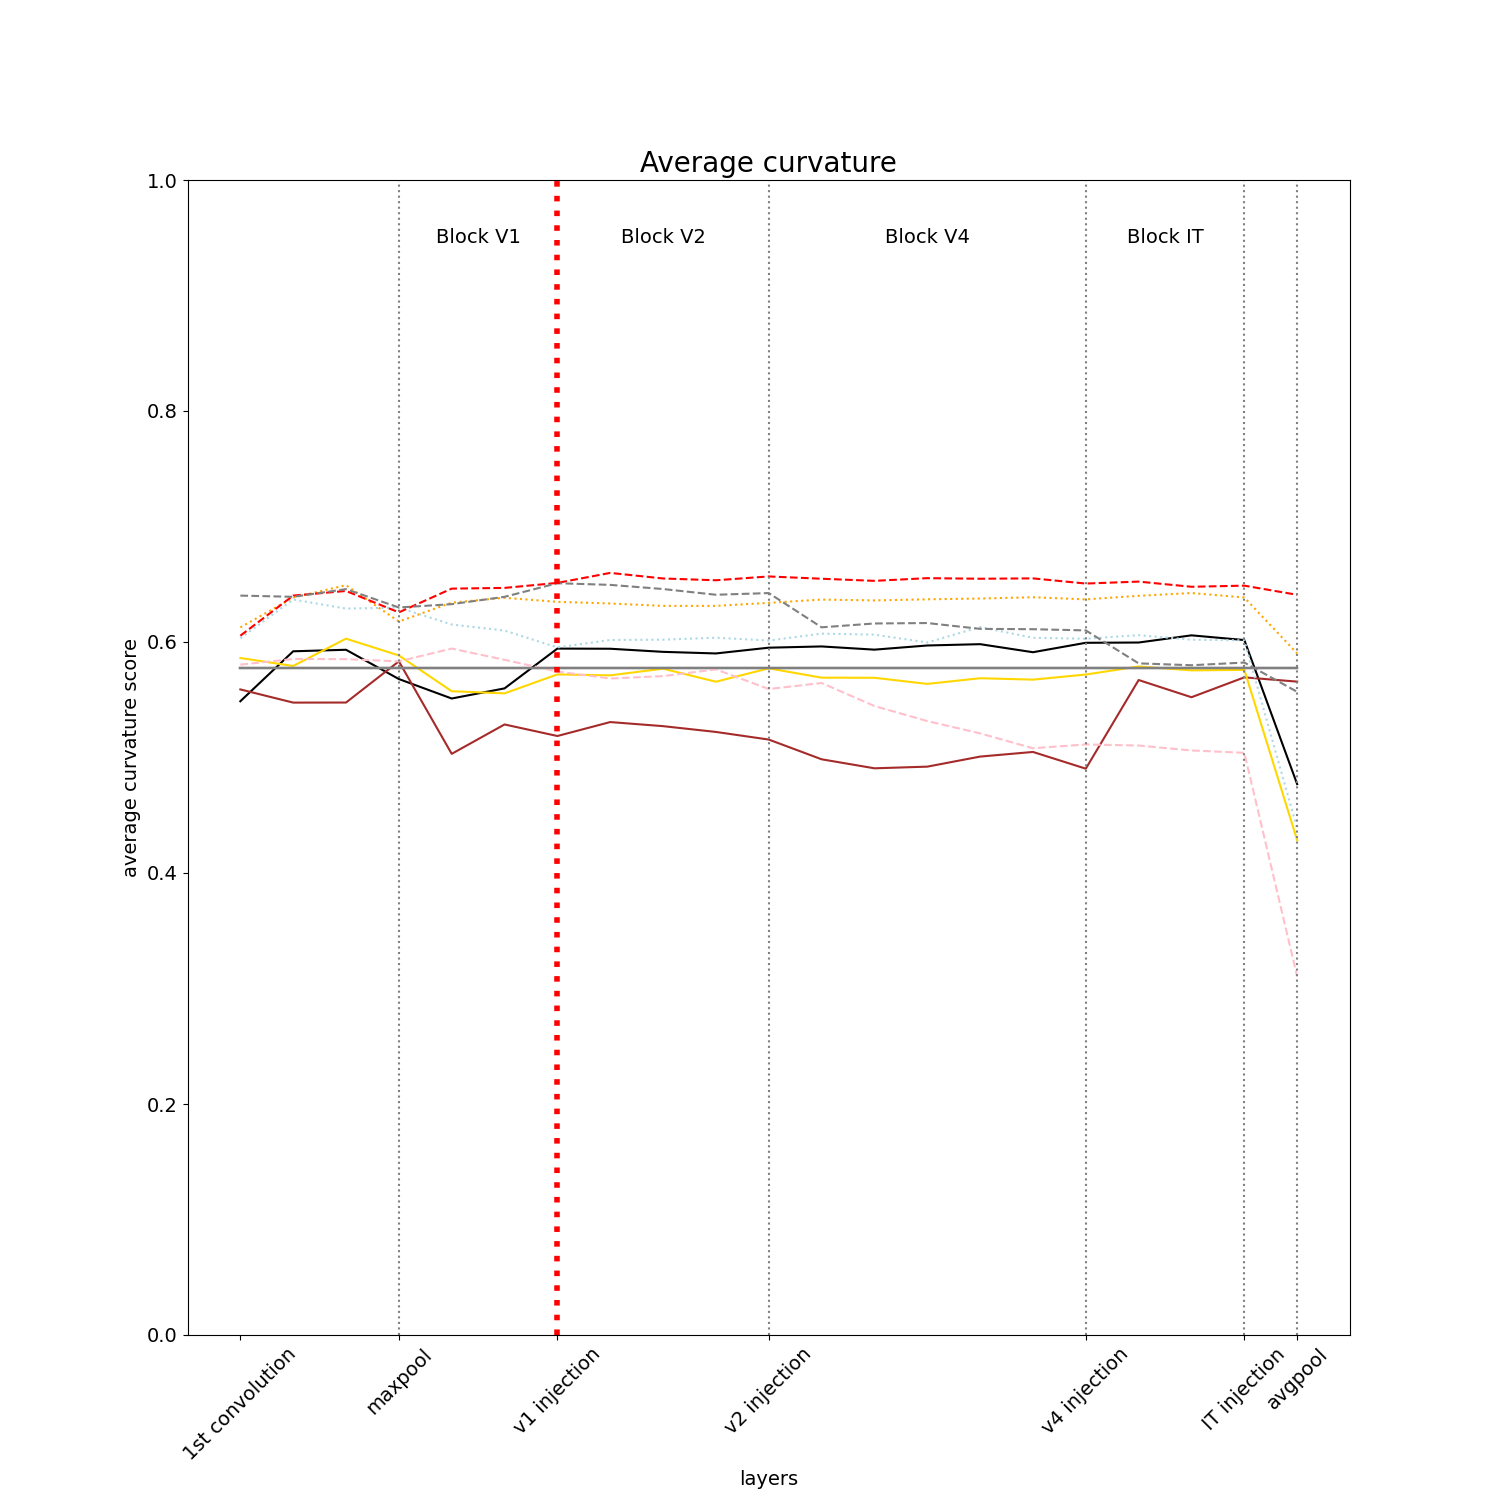 Average curvature
1.0
Block V1
Block V2
Block V4
Block IT
0.8
0.6
average curvature score
0.4
0.2
0.0
1st convolution
maxpool
v1 injection
v2 injection
v4 injection
IT injection
avgpool
layers